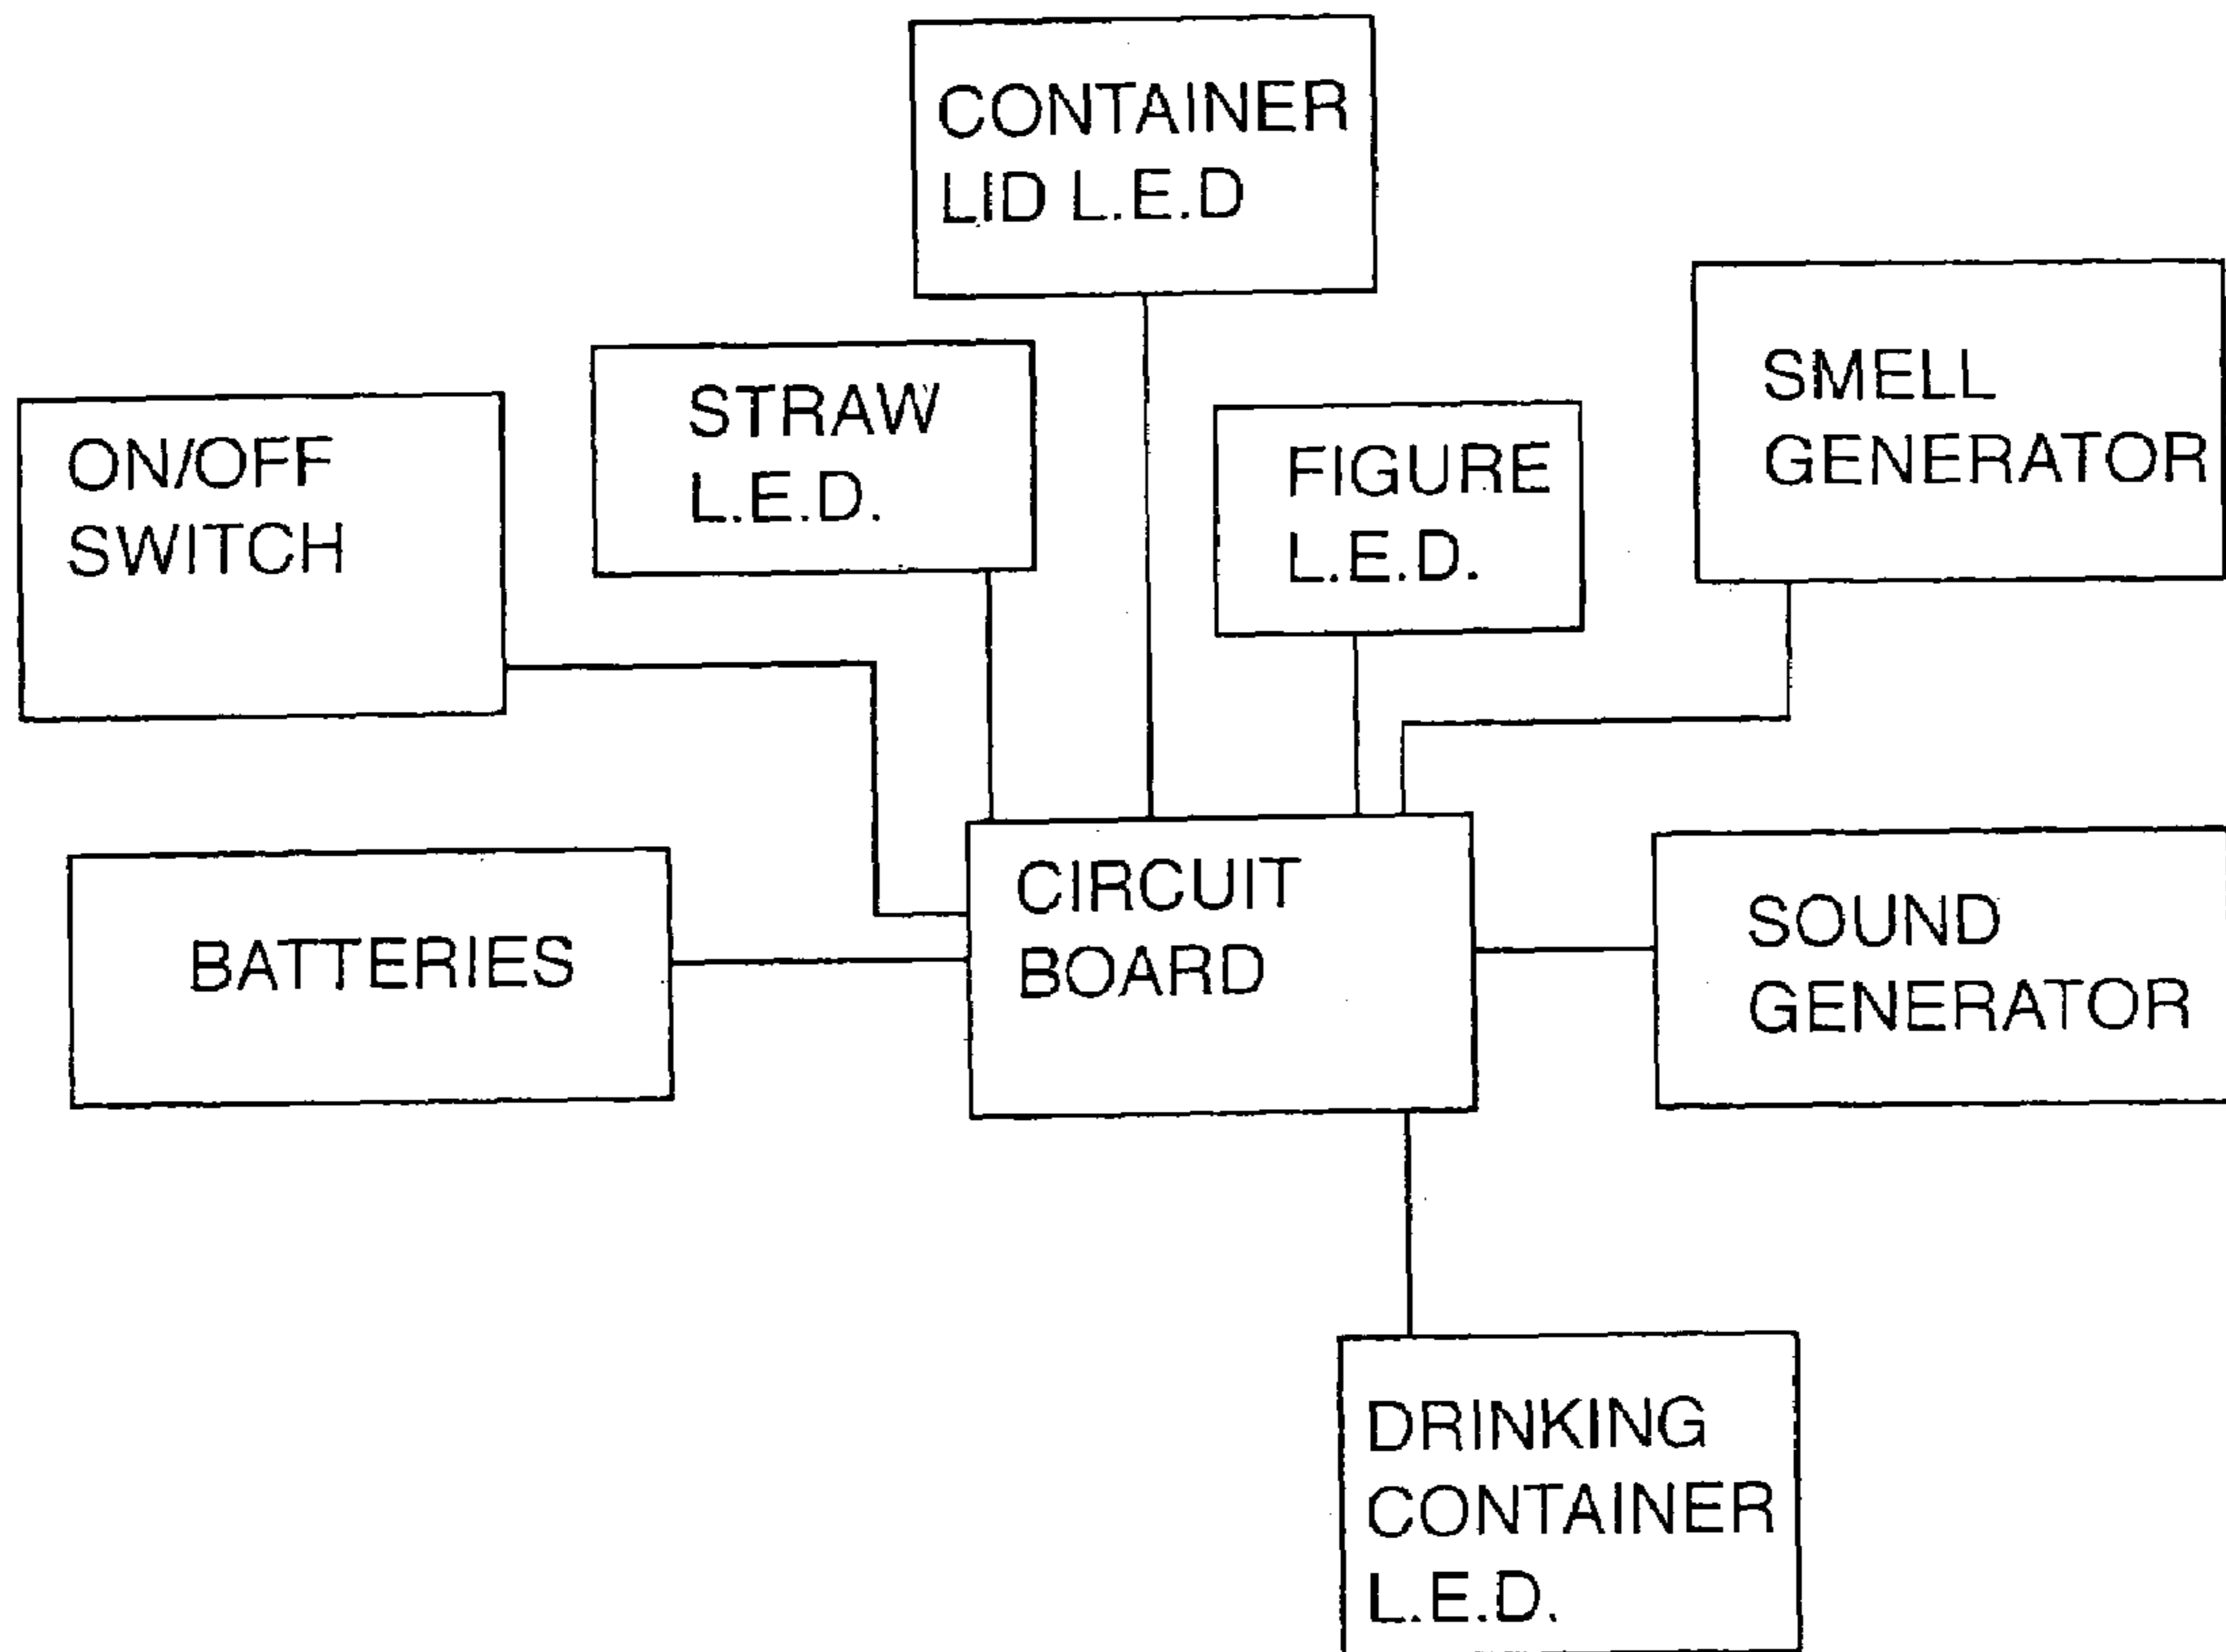 CONTAINER
LID L.E.D
STRAW
L.E.D.
ON/OFF
SWITCH
FIGURE
L.E.D.
SMELL
GENERATOR
BATTERIES
CIRCUIT
BOARD
SOUND
GENERATOR
DRINKING
CONTAINER
L.E.D.